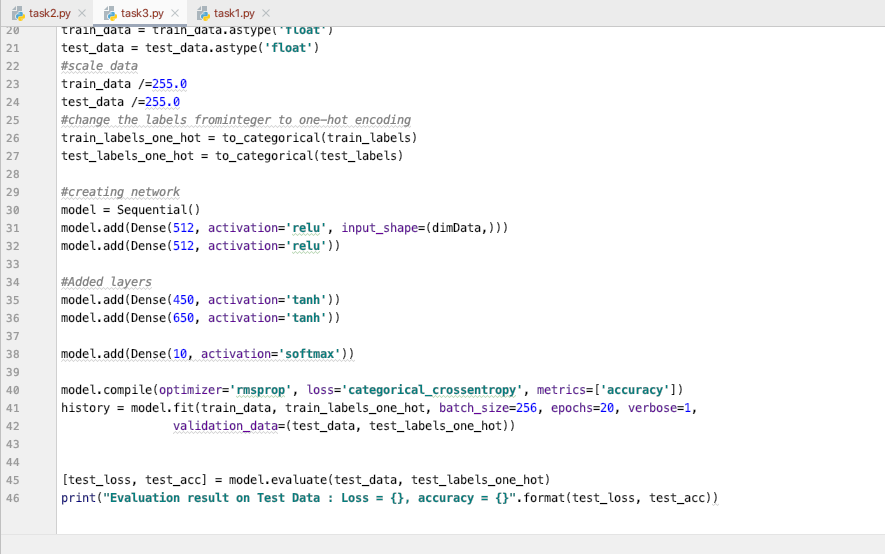 task2.py
task3.py
task1.py
20 train_data = train_data.astype('float')
21 test_data = test_data.astype('float')
22 #scale data
23 train_data /=255.0
24 test_data /=255.0
25 #change the labels frominteger to one-hot encoding
26 train_labels_one_hot = to_categorical(train_labels)
27 test_labels_one_hot = to_categorical(test_labels)
28
29 #creating network
30 model = Sequential()
31 model.add(Dense(512, activation='relu', input_shape=(dimData,)))
32 model.add(Dense(512, activation='relu'))
33
34 #Added layers
35 model.add(Dense(450, activation='tanh'))
36 model.add(Dense(650, activation='tanh'))
37
38 model.add(Dense(10, activation='softmax'))
39
40 model.compile(optimizer='rmsprop', loss='categorical_crossentropy', metrics=['accuracy'])
41 history = model.fit(train_data, train_labels_one_hot, batch_size=256, epochs=20, verbose=1,
42 validation_data=(test_data, test_labels_one_hot))
43
44
45 [test_loss, test_acc] = model.evaluate(test_data, test_labels_one_hot)
46 print("Evaluation result on Test Data : Loss = {}, accuracy = {}".format(test_loss, test_acc))